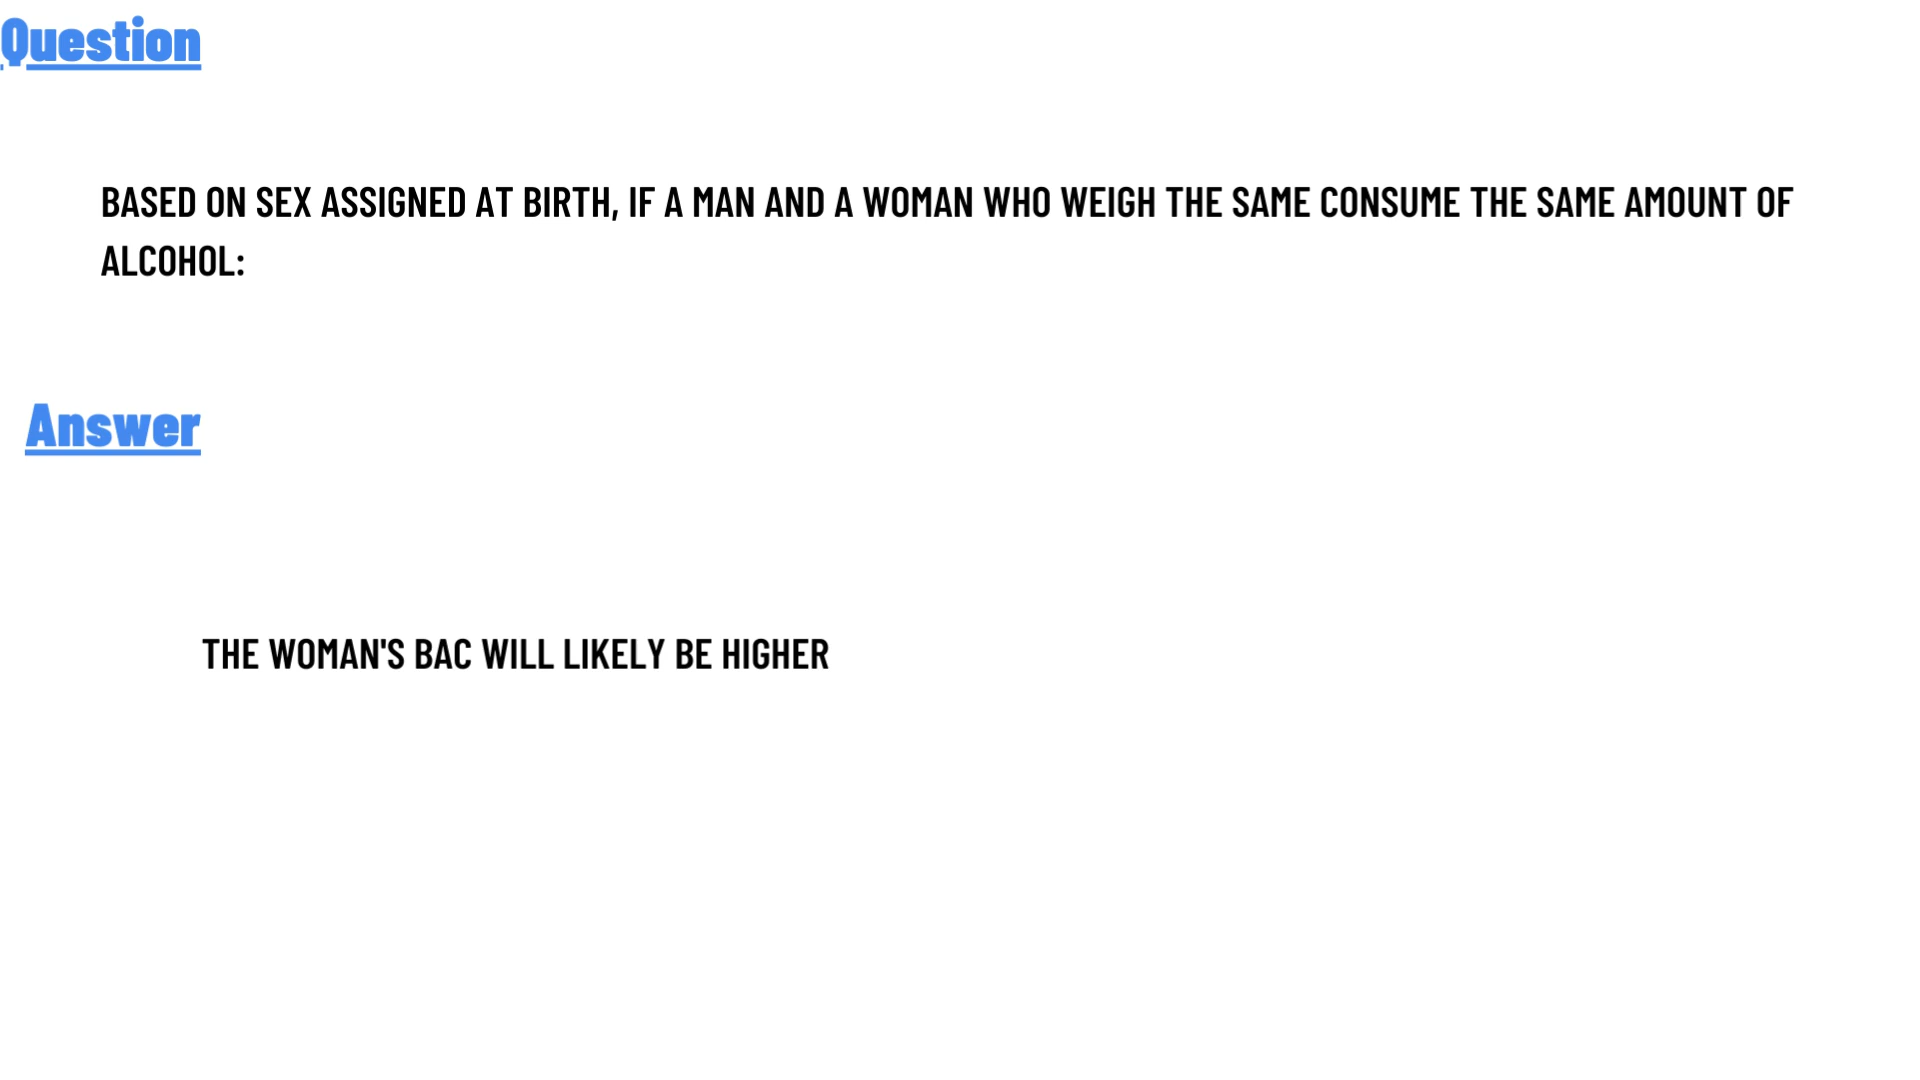 Question
BASED ON SEX ASSIGNED AT BIRTH, IF A MAN AND A WOMAN WHO WEIGH THE SAME CONSUME THE SAME AMOUNT OF
ALCOHOL:
Answer
THE WOMAN'S BAC WILL LIKELY BE HIGHER